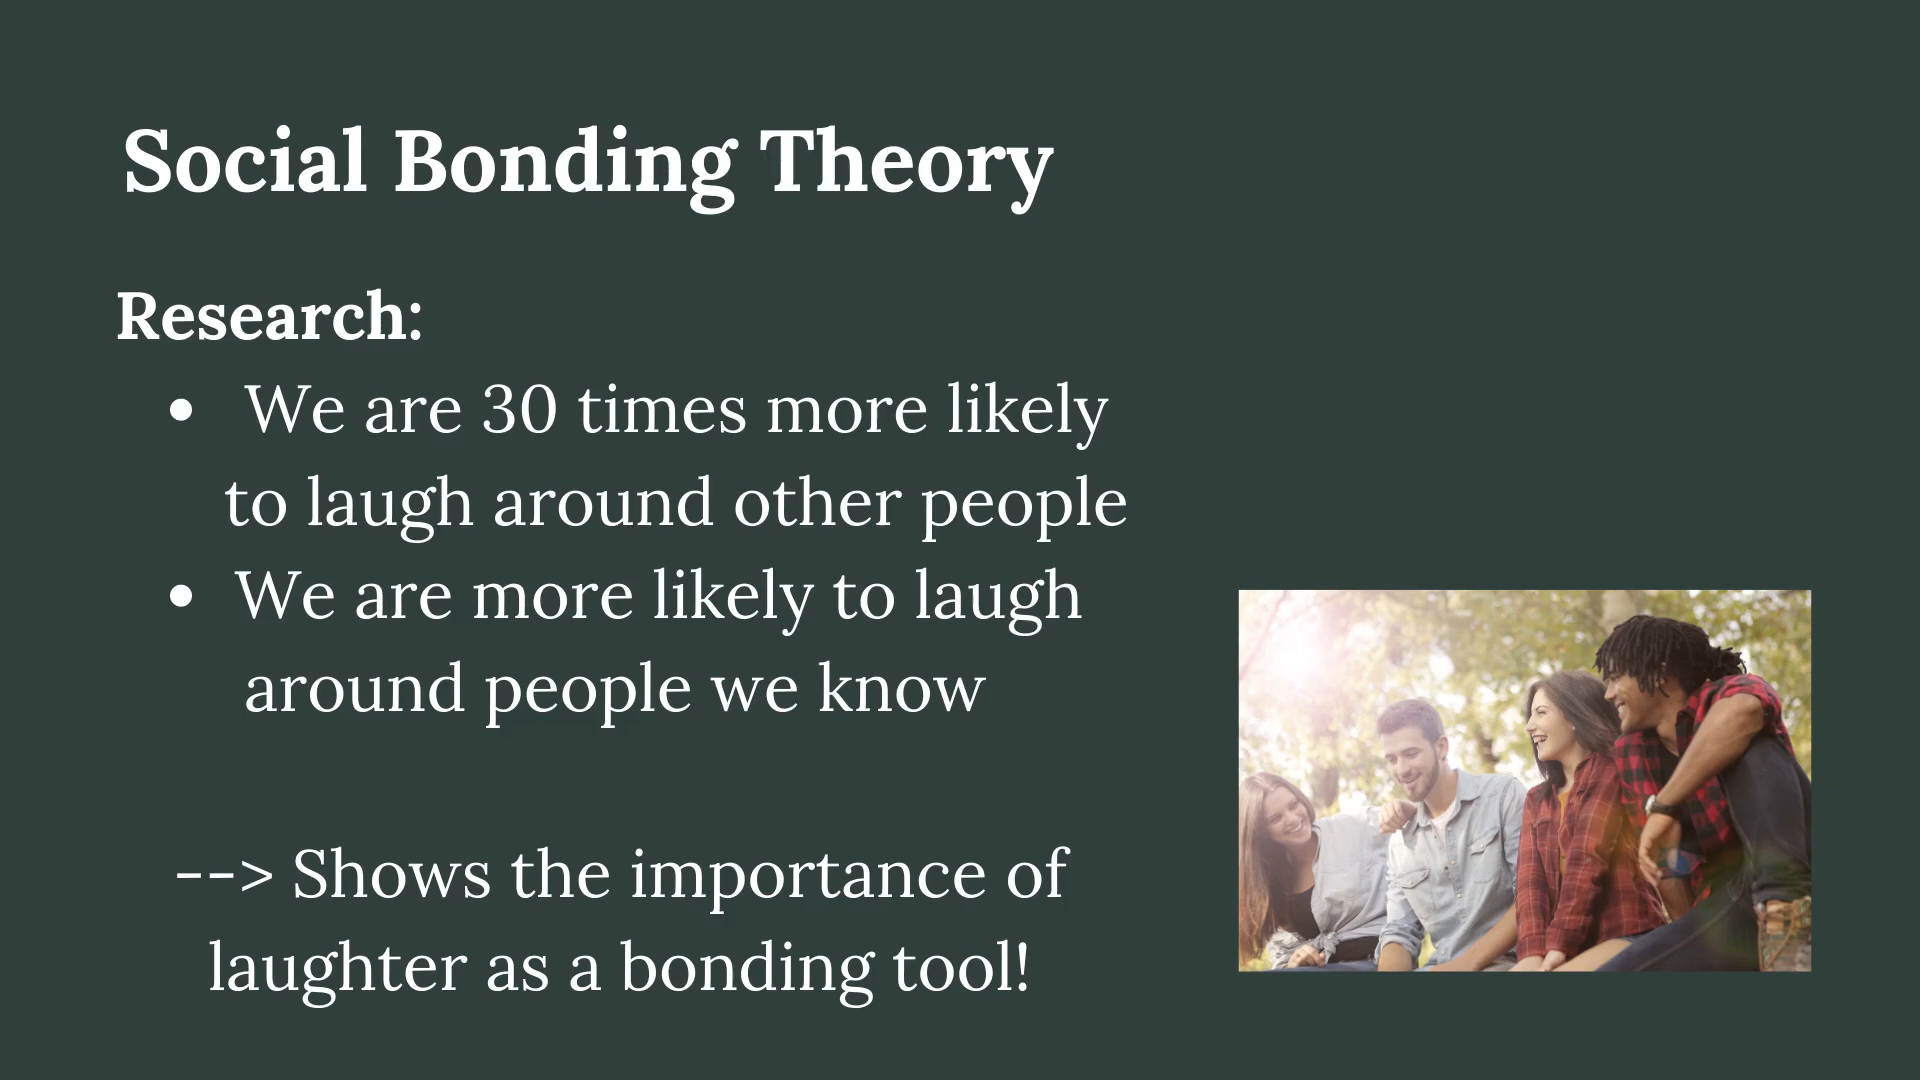 Social Bonding Theory
Research:
• We are 30 times more likely
to laugh around other people
• We are more likely to laugh
around people we know
--> Shows the importance of
laughter as a bonding tool!